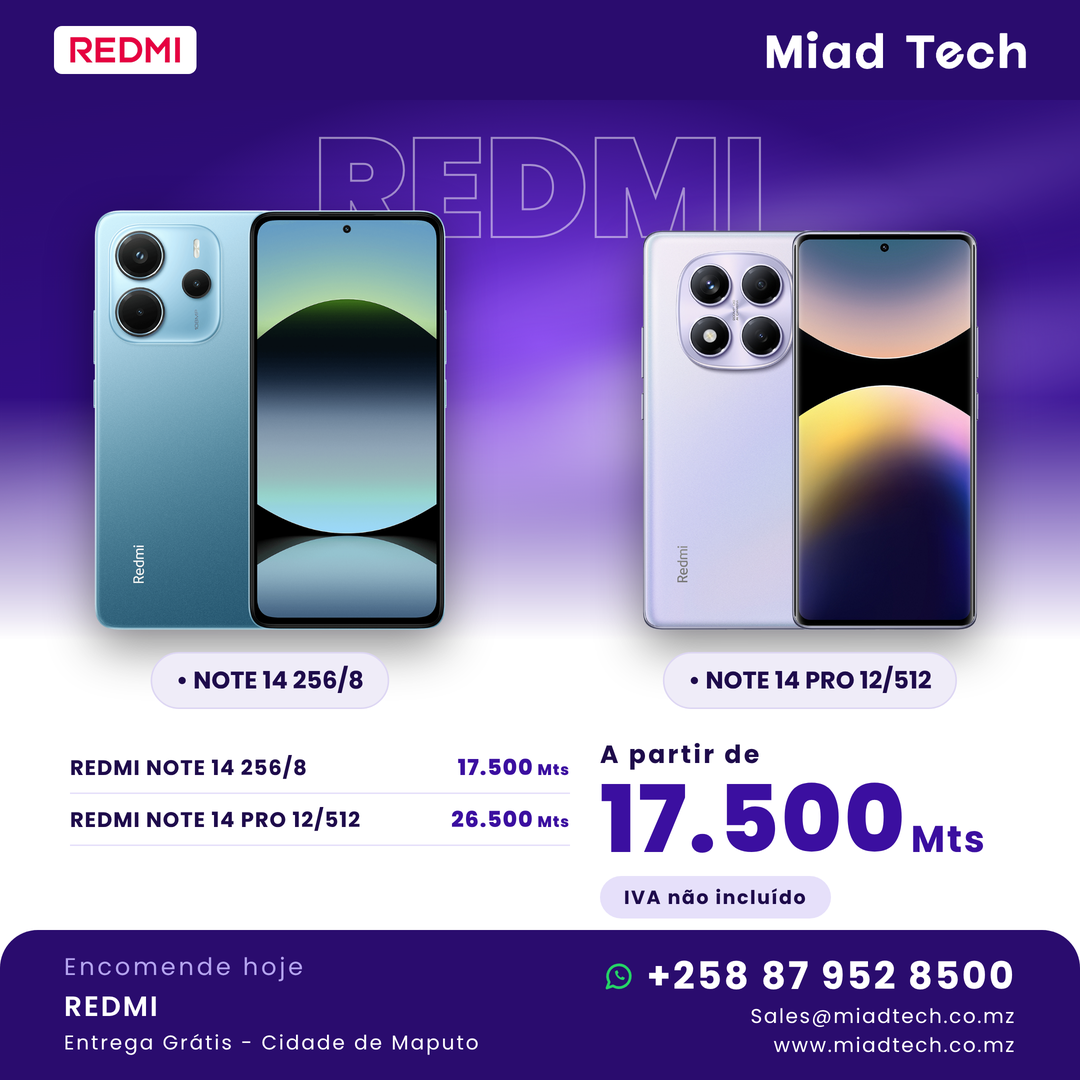 REDMI
Miad Tech
REDMI
Redmi
Redmi
• NOTE 14 256/8
• NOTE 14 PRO 12/512
REDMI NOTE 14 256/8 17.500 Mts
REDMI NOTE 14 PRO 12/512 26.500 Mts
A partir de
17.500 Mts
IVA não incluído
Encomende hoje
REDMI
Entrega Grátis - Cidade de Maputo
+258 87 952 8500
Sales@miadtech.co.mz
www.miadtech.co.mz